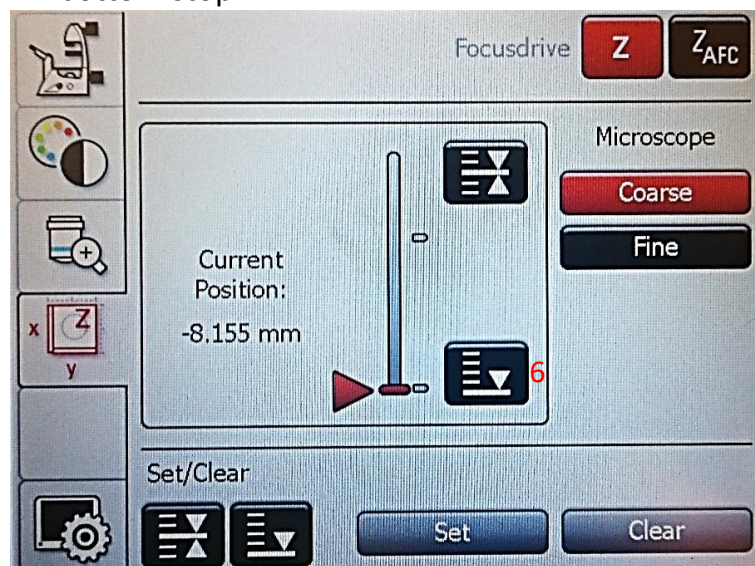 Focusdrive Z ZAFC
Microscope
Coarse
Fine
Current
Position:
-8.155 mm
6
x Z
y
Set/Clear
Set Clear